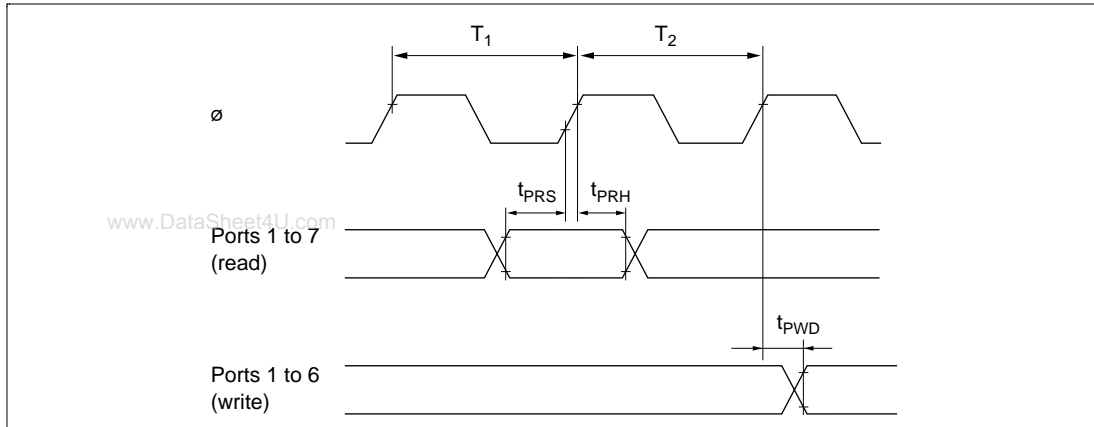 T1
T2
ø
tPRS
tPRH
www.DataSheet4U.com
Ports 1 to 7
(read)
tPWD
Ports 1 to 6
(write)